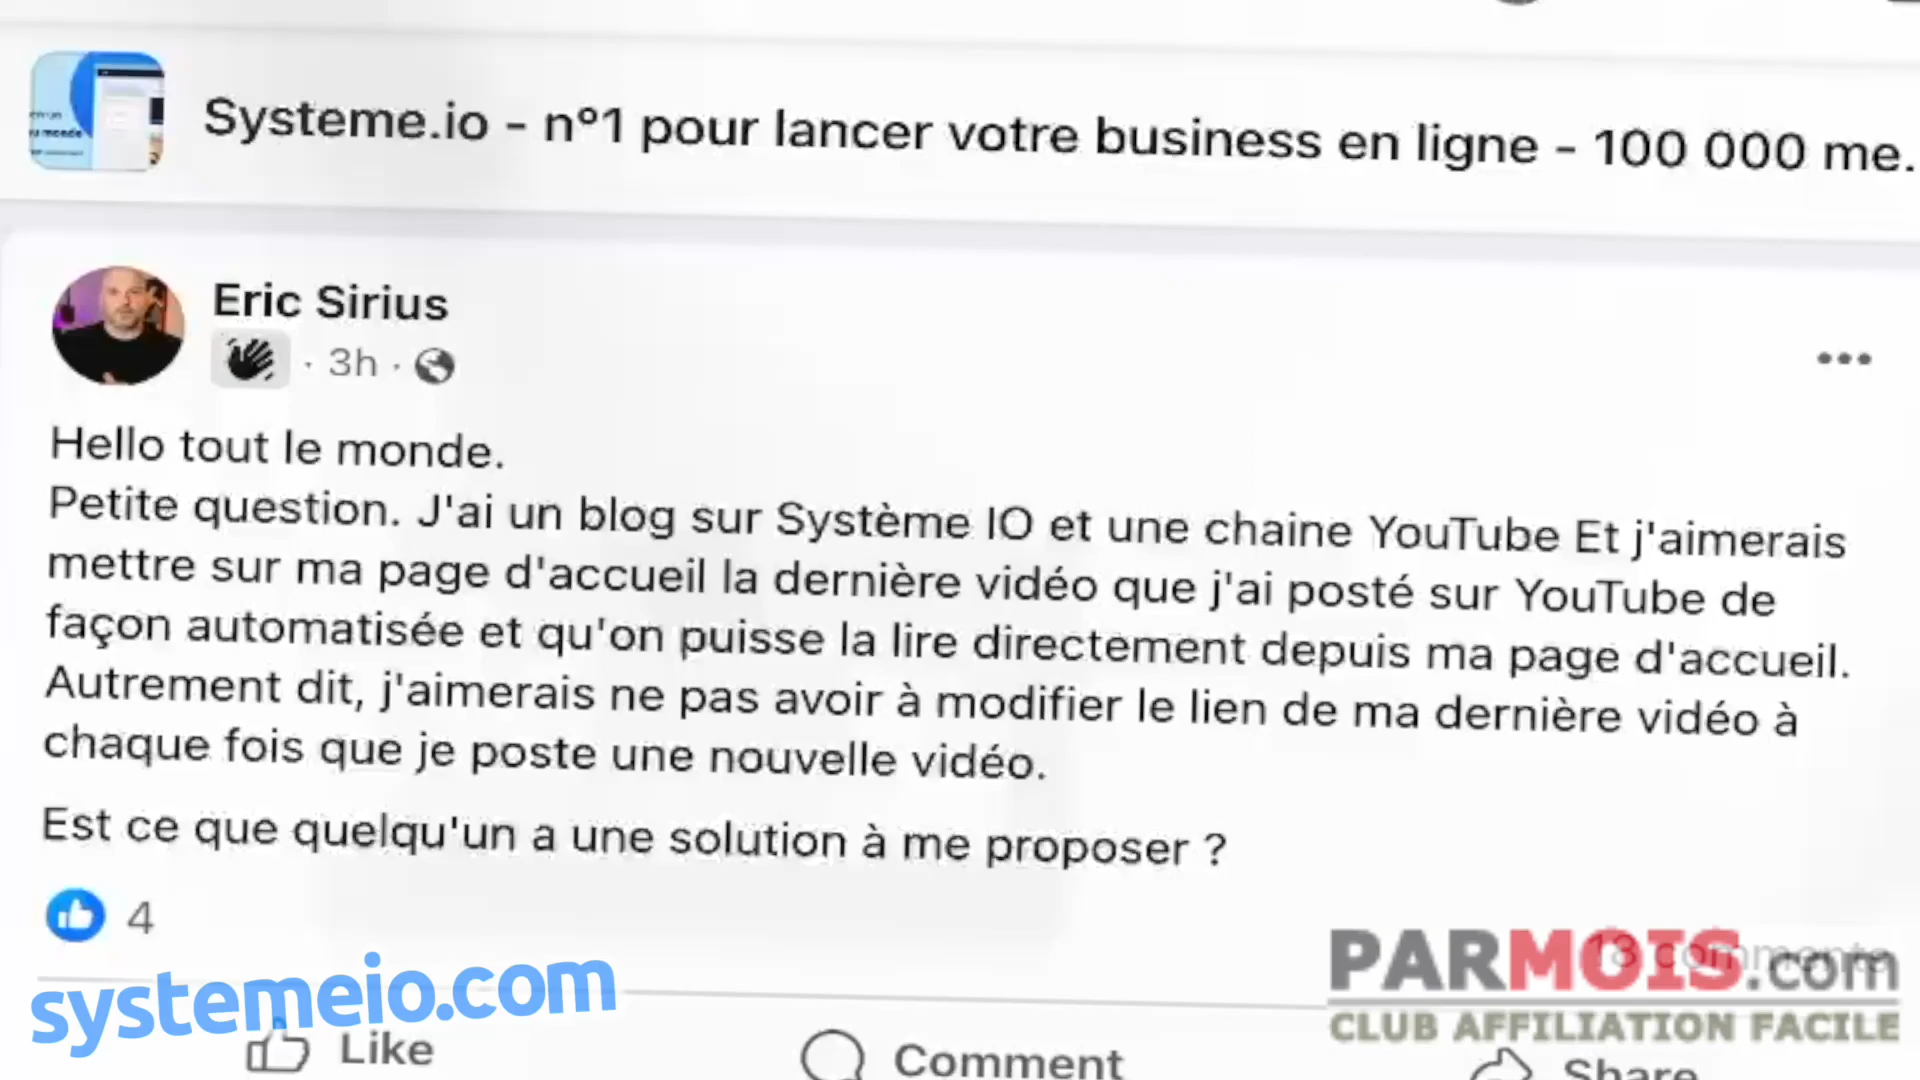 Systeme.io - n°1 pour lancer votre business en ligne - 100 000 me.
Eric Sirius
· 3h ·
Hello tout le monde.
Petite question. J'ai un blog sur Système IO et une chaine YouTube Et j'aimerais
mettre sur ma page d'accueil la dernière vidéo que j'ai posté sur YouTube de
façon automatisée et qu'on puisse la lire directement depuis ma page d'accueil.
Autrement dit, j'aimerais ne pas avoir à modifier le lien de ma dernière vidéo à
chaque fois que je poste une nouvelle vidéo.
Est ce que quelqu'un a une solution à me proposer ?
4
comments
systemeio.com
PARMOIS.com
CLUB AFFILIATION FACILE
Like
Comment
Share